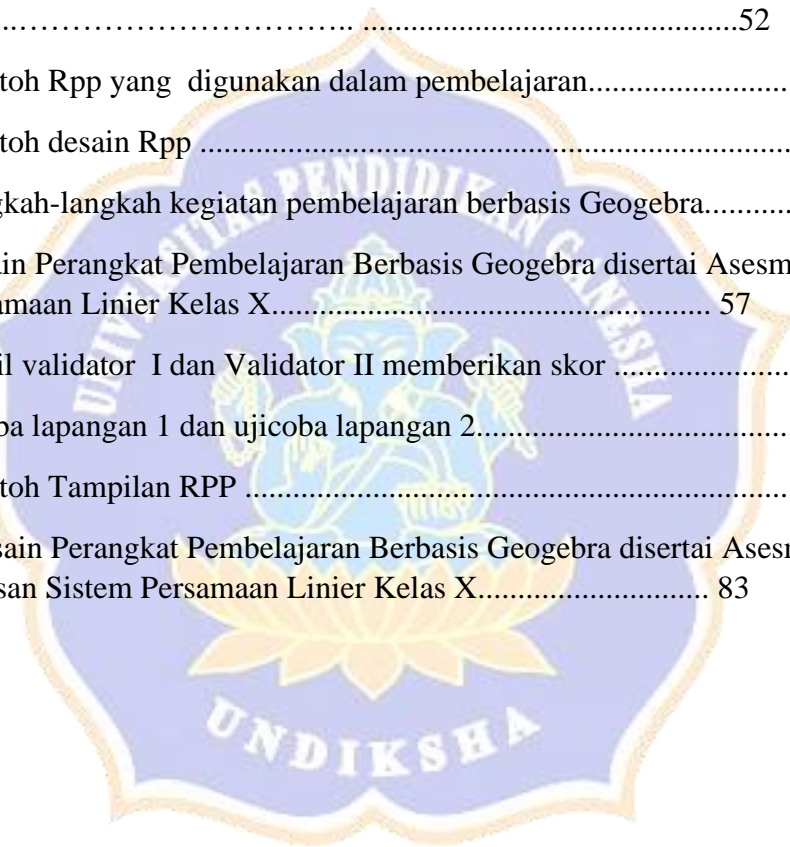 ...……………………………….. ..........................................52
toh Rpp yang digunakan dalam pembelajaran.......................
toh desain Rpp ..................................................................
gkah-langkah kegiatan pembelajaran berbasis Geogebra............
in Perangkat Pembelajaran Berbasis Geogebra disertai Asesm
amaan Linier Kelas X................................................. 57
il validator I dan Validator II memberikan skor ....................
ba lapangan 1 dan ujicoba lapangan 2...................................
toh Tampilan RPP .............................................................
sain Perangkat Pembelajaran Berbasis Geogebra disertai Asesm
san Sistem Persamaan Linier Kelas X.......................... 83
UNIVERSITAS PENDIDIKAN GANESHA
UNDIKSHA